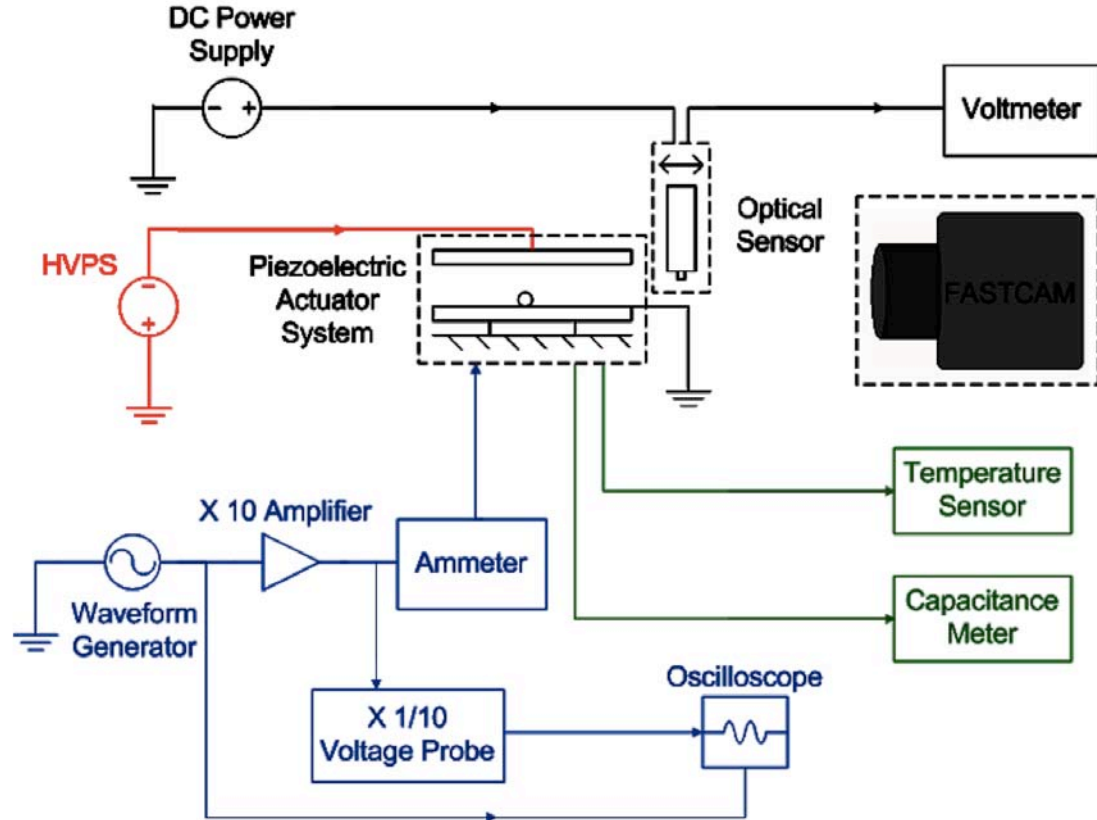 DC Power
Supply
- +
Voltmeter
Optical
Sensor
HVPS
-
+
Piezoelectric
Actuator
System
FASTCAM
Temperature
Sensor
X 10 Amplifier
Ammeter
Waveform
Generator
Capacitance
Meter
Oscilloscope
X 1/10
Voltage Probe